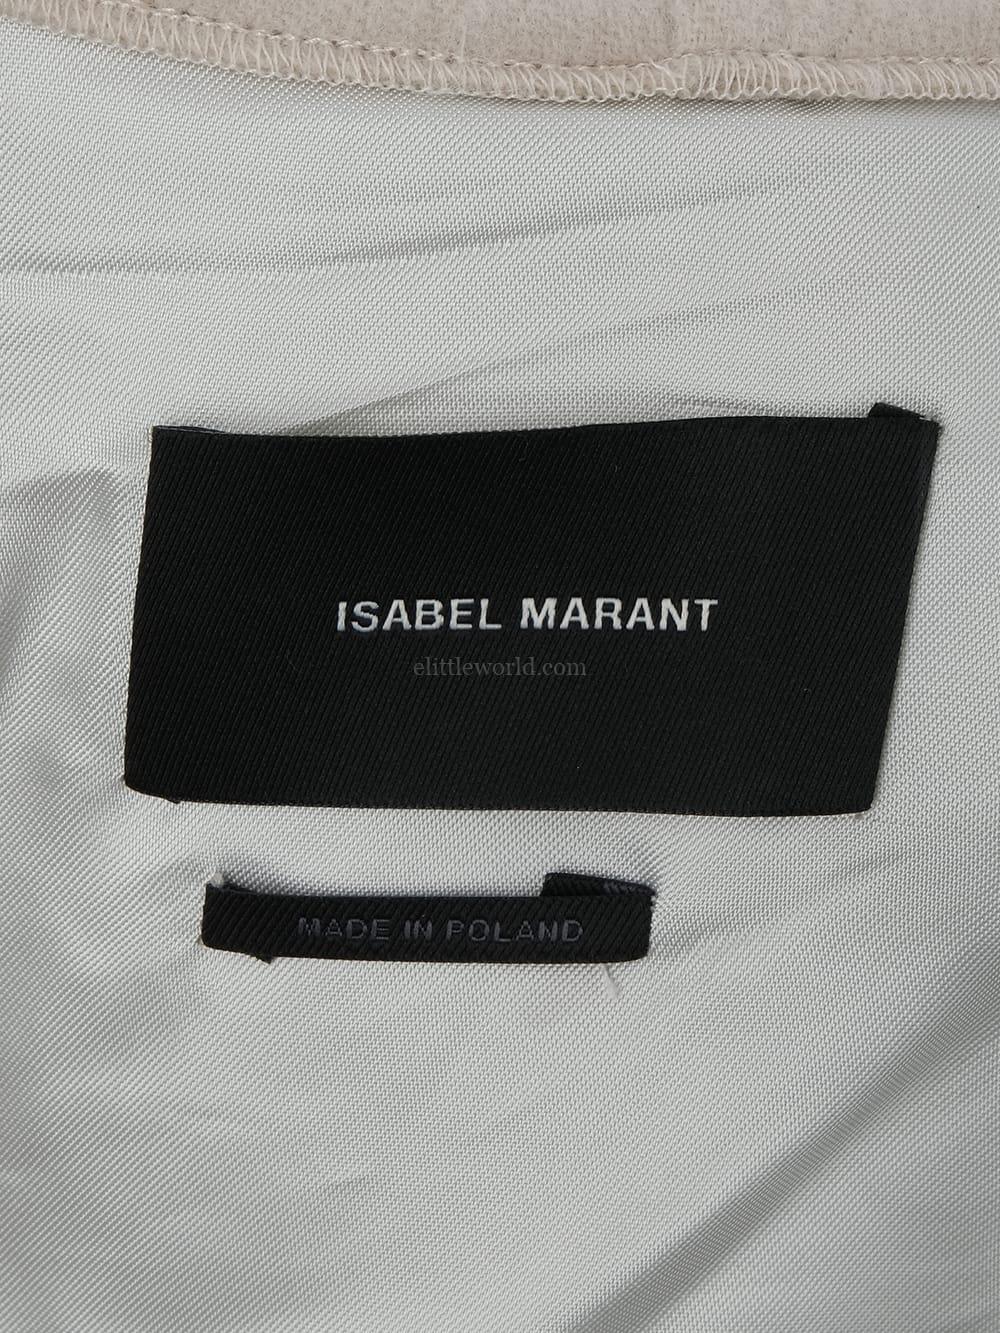 ISABEL MARANT
elittleworld.com
MADE IN POLAND